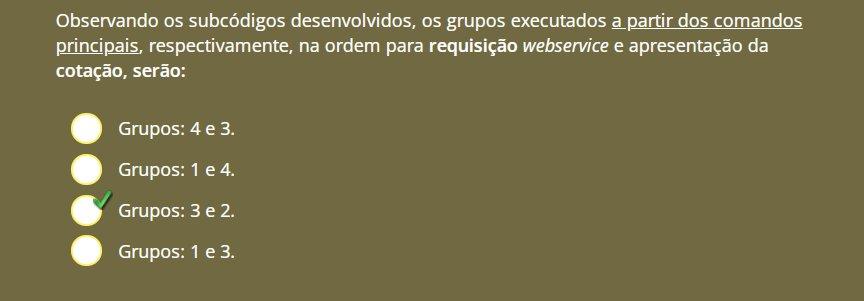 Observando os subcódigos desenvolvidos, os grupos executados a partir dos comandos
principais, respectivamente, na ordem para requisição webservice e apresentação da
cotação, serão:
Grupos: 4 e 3.
Grupos: 1 e 4.
Grupos: 3 e 2.
Grupos: 1 e 3.